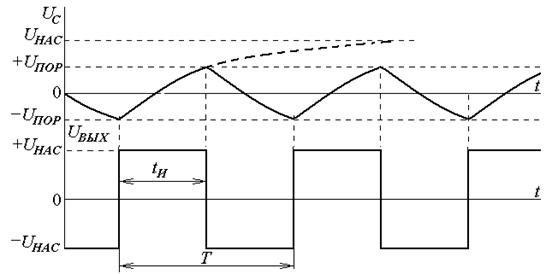 U_C
U_НАС
+U_ПОР
0 t
−U_ПОР
U_ВЫХ
+U_НАС
t_И
0 t
−U_НАС
T